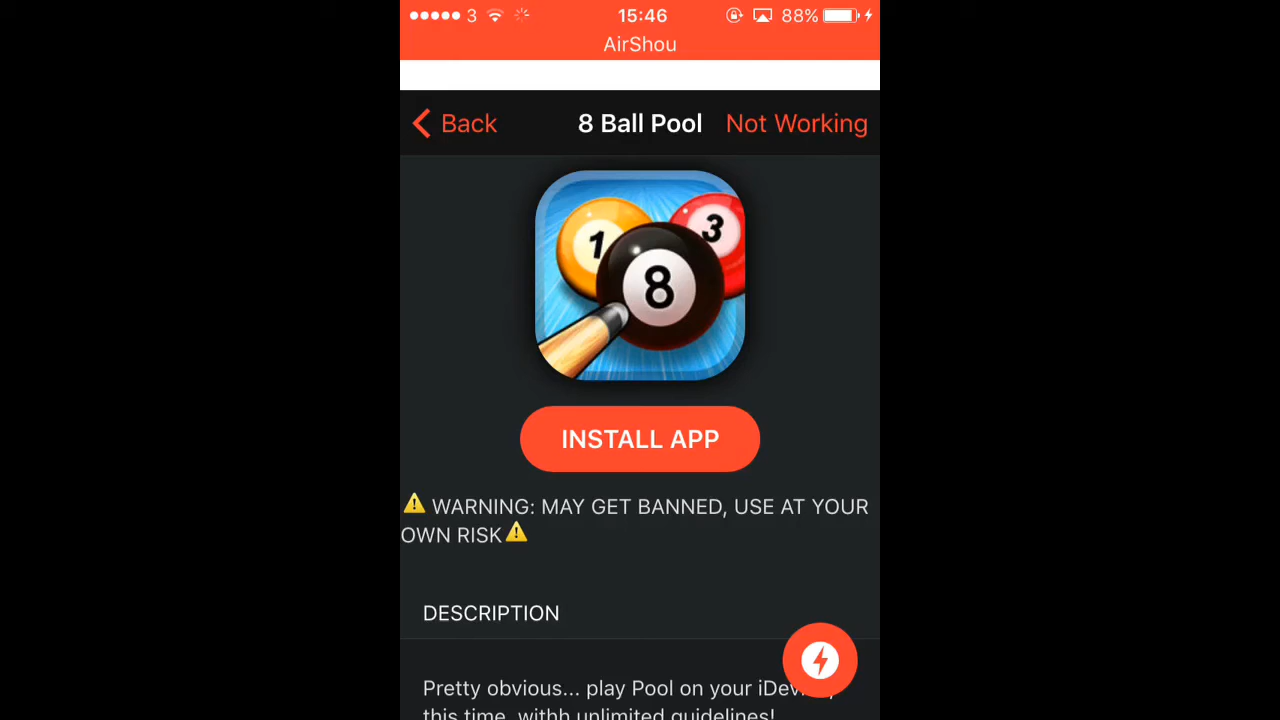 3 15:46 88%
AirShou
Back 8 Ball Pool Not Working
1 3
8
INSTALL APP
WARNING: MAY GET BANNED, USE AT YOUR
OWN RISK
DESCRIPTION
Pretty obvious... play Pool on your
this time, withh unlimited guidelines!